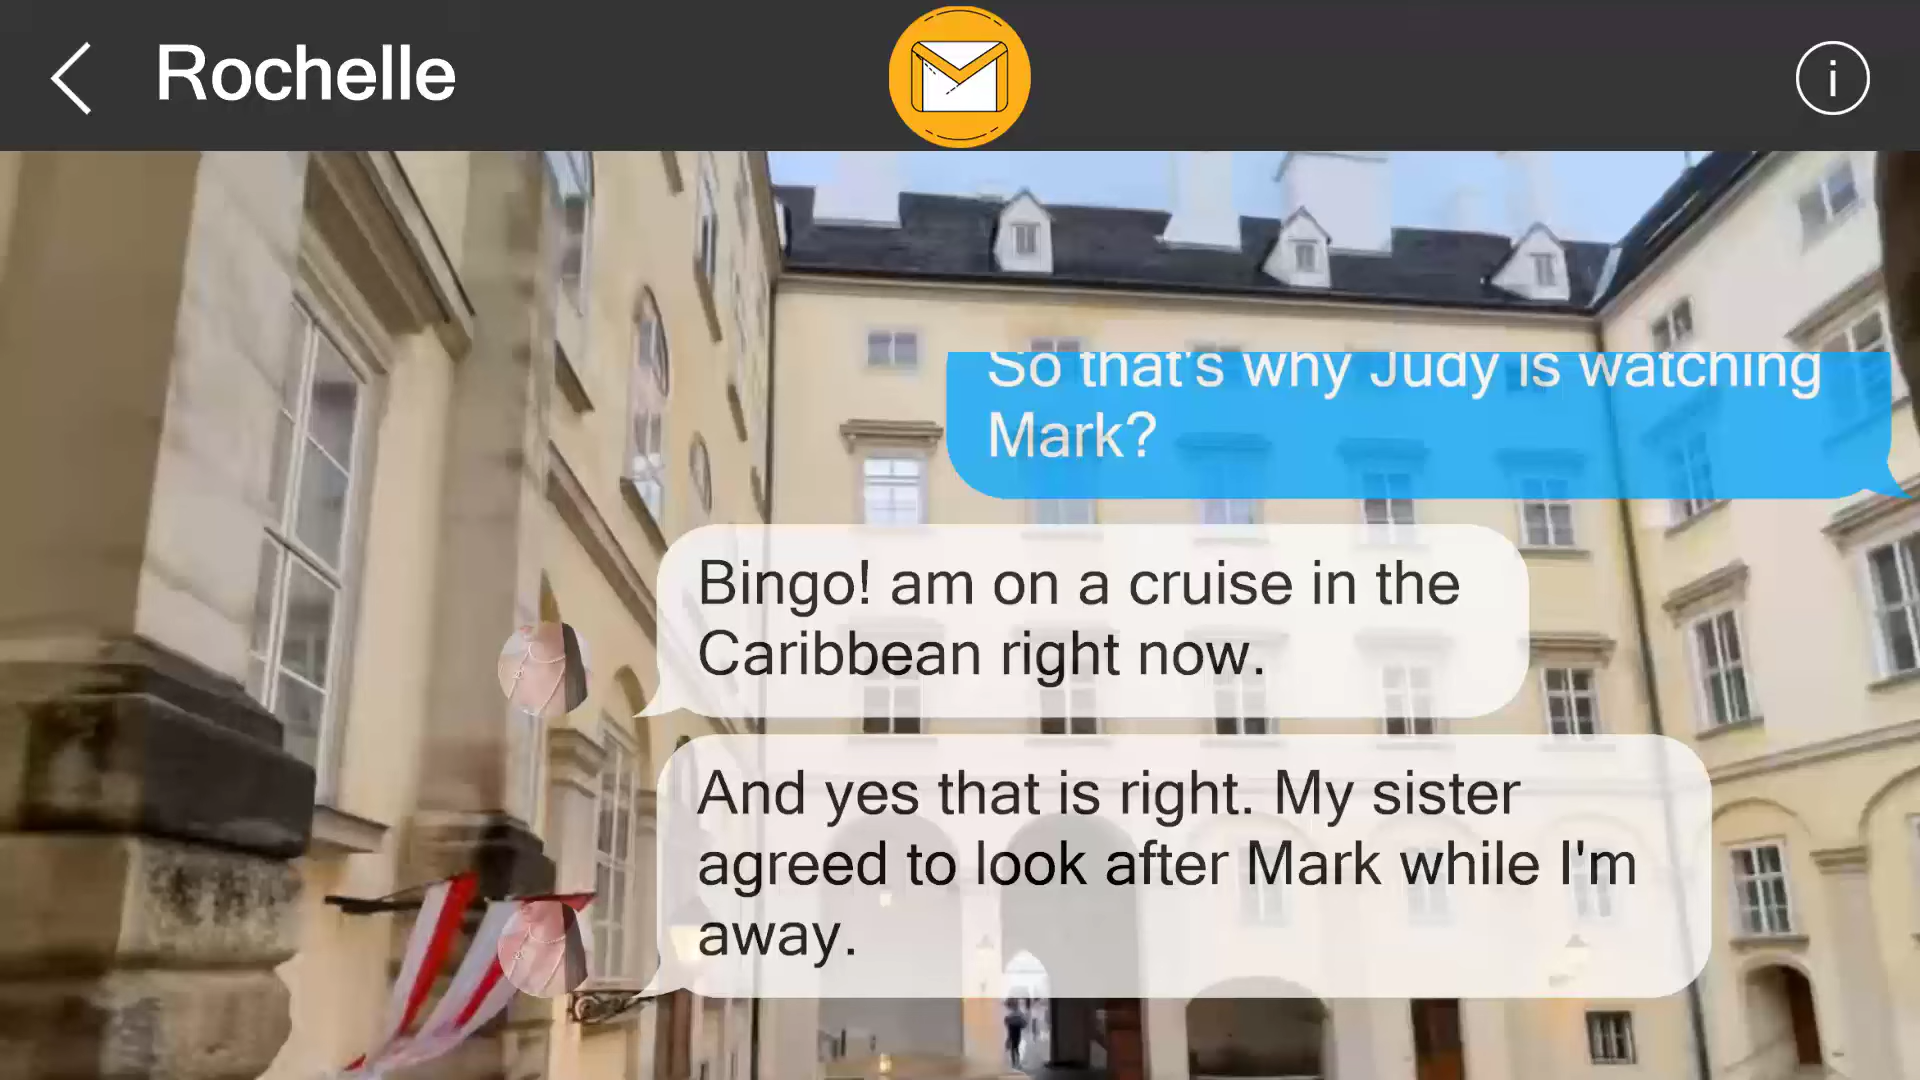 Rochelle
So that's why Judy is watching
Mark?
Bingo! am on a cruise in the
Caribbean right now.
And yes that is right. My sister
agreed to look after Mark while I'm
away.